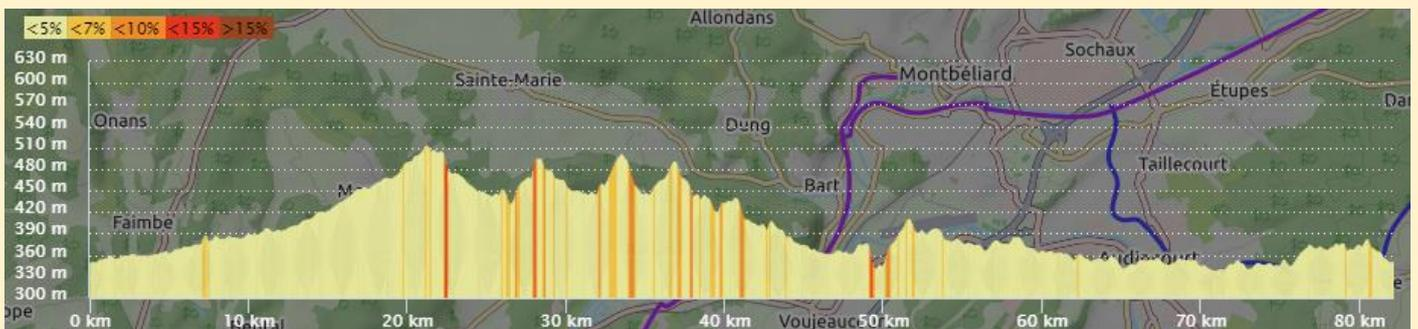 Allondans
<5% <7% <10% <15% >15%
Sochaux
630 m
Montbéliard
600 m
Sainte-Marie
Étupes
570 m
Onans
540 m
Dung
510 m
Taillecourt
480 m
Bart
450 m
420 m
Faimbe
390 m
360 m
Audincourt
330 m
300 m
0 km 10 km 20 km 30 km 40 km 50 km 60 km 70 km 80 km